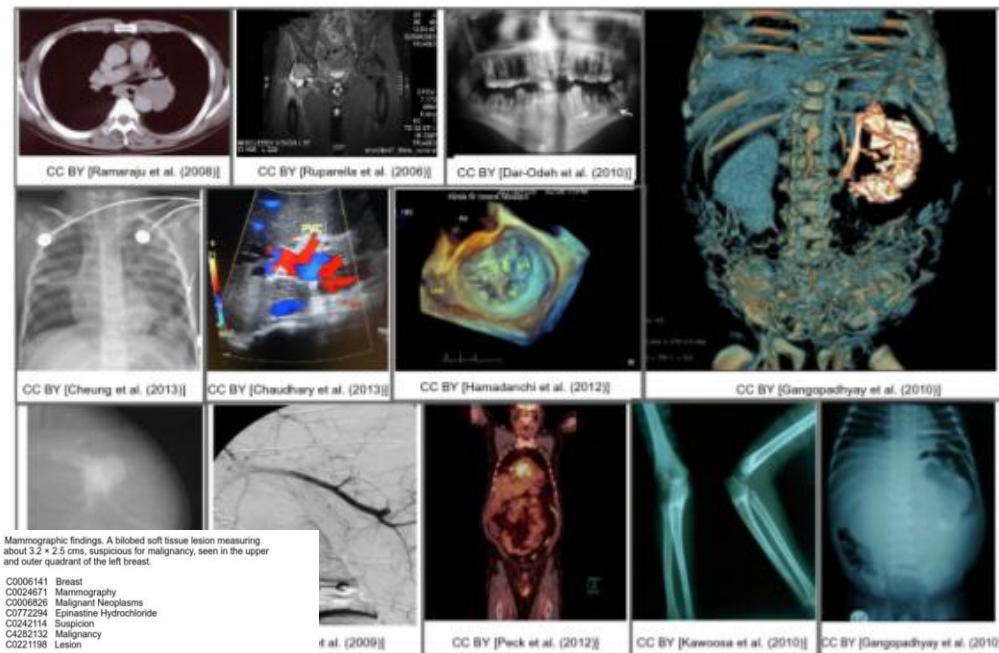 CC BY [Ramaraju et al. (2008)]
CC BY [Ruparelia et al. (2006)]
CC BY [Dar-Odeh et al. (2010)]
PVC
CC BY [Cheung et al. (2013)]
CC BY [Chaudhary et al. (2013)]
CC BY [Hamadanchi et al. (2012)]
CC BY [Gangopadhyay et al. (2010)]
Mammographic findings. A bilobed soft tissue lesion measuring
about 3.2 × 2.5 cms, suspicious for malignancy, seen in the upper
and outer quadrant of the left breast.
C0006141 Breast
C0024671 Mammography
C0006826 Malignant Neoplasms
C0772294 Epinastine Hydrochloride
C0242114 Suspicion
C4282132 Malignancy
C0221198 Lesion
et al. (2009)]
CC BY [Peck et al. (2012)]
CC BY [Kawoosa et al. (2010)]
CC BY [Gangopadhyay et al. (2010)